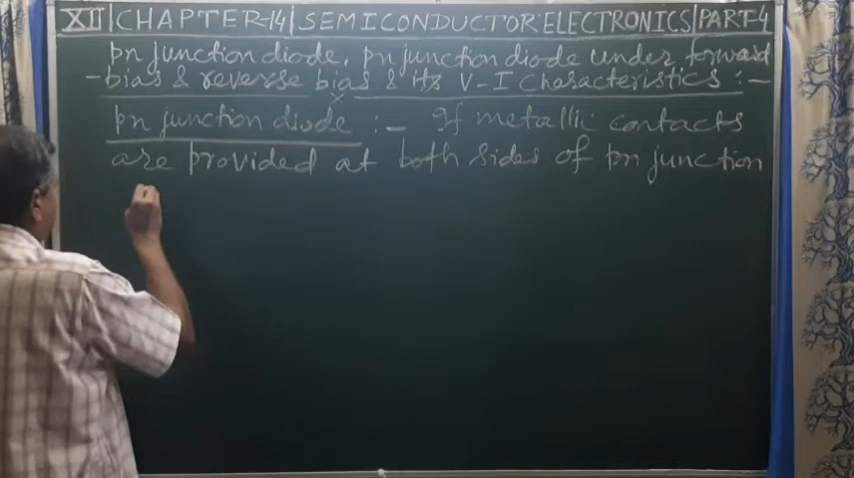 XII|CHAPTER-14|SEMICONDUCTOR ELECTRONICS|PART-4
pn junction diode, pn junction diode under forward
-bias & reverse bias & its V-I Characteristics :-
x
pn junction diode :- If metallic contacts
are provided at both sides of pn junction